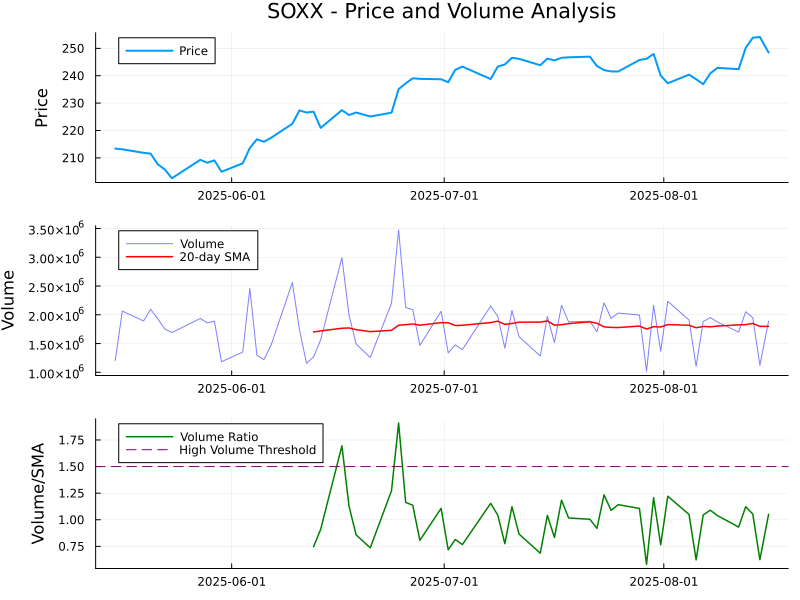 SOXX - Price and Volume Analysis
Price
250
240
230
220
210
Price
2025-06-01
2025-07-01
2025-08-01
Volume
20-day SMA
3.50×10⁶
3.00×10⁶
2.50×10⁶
2.00×10⁶
1.50×10⁶
1.00×10⁶
Volume
2025-06-01
2025-07-01
2025-08-01
Volume Ratio
High Volume Threshold
1.75
1.50
1.25
1.00
0.75
Volume/SMA
2025-06-01
2025-07-01
2025-08-01